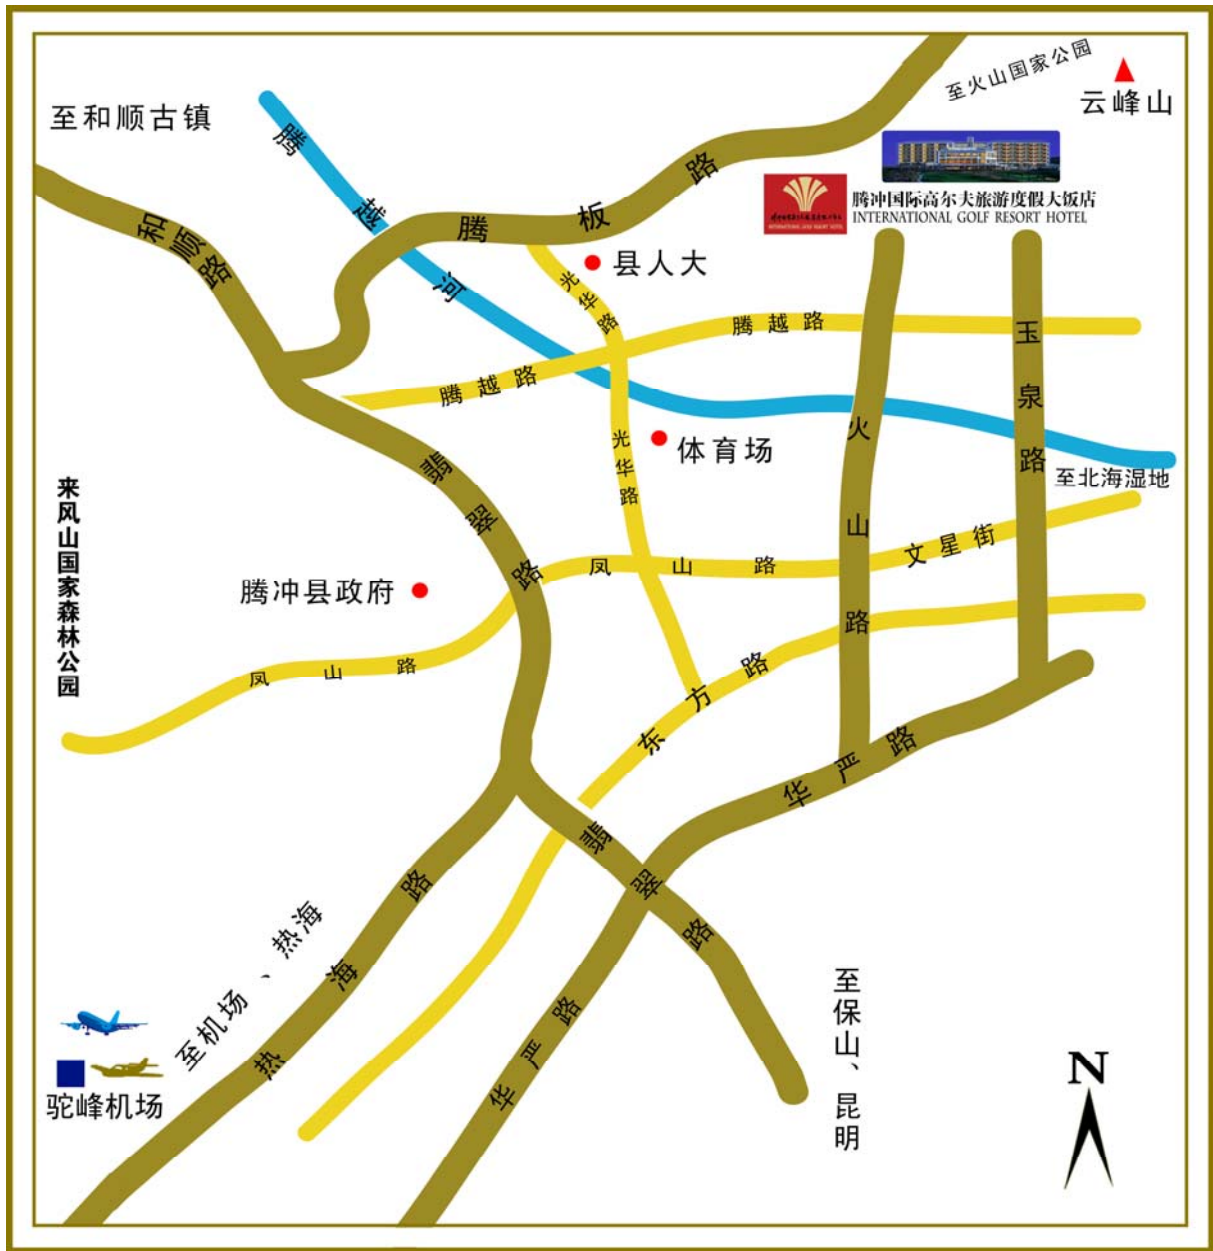 至火山国家公园
云峰山
至和顺古镇
腾越河
腾板路
和顺路
腾冲国际高尔夫旅游度假大饭店
INTERNATIONAL GOLF RESORT HOTEL
INTERNATIONAL GOLF RESORT HOTEL
县人大
光华路
腾越路
腾越路
玉泉路
火山路
体育场
光华路
至北海湿地
翡翠路
来风山国家森林公园
文星街
凤山路
腾冲县政府
凤山路
东方路
华严路
翡翠路
热海路
至机场、热海
华严路
至保山、昆明
驼峰机场
N